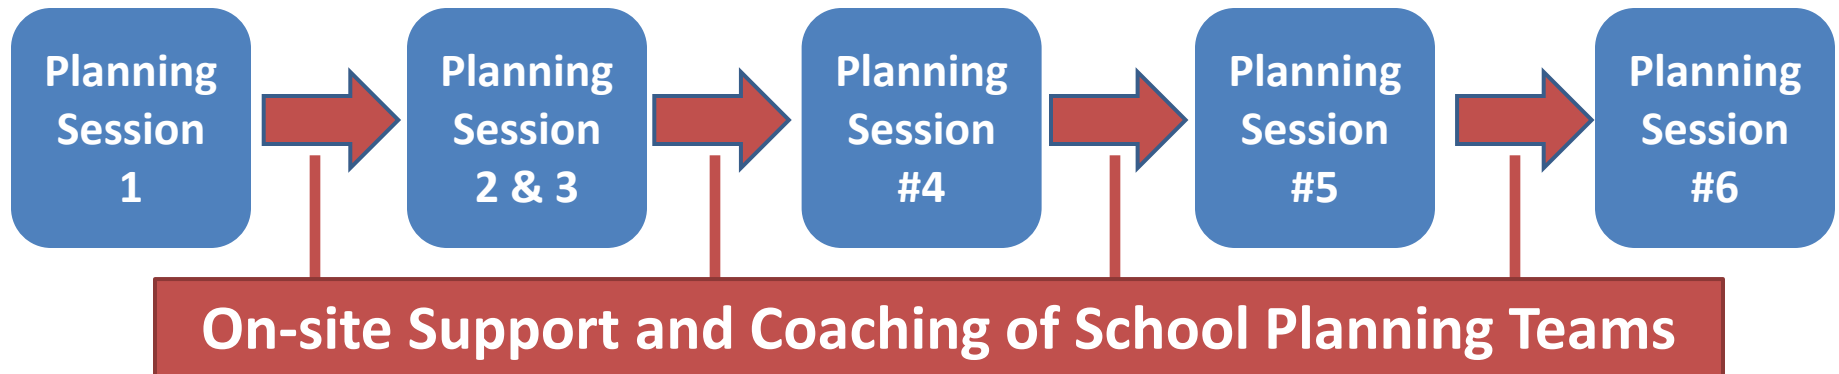 Planning
Session
1
Planning
Session
2 & 3
Planning
Session
#4
Planning
Session
#5
Planning
Session
#6
On-site Support and Coaching of School Planning Teams